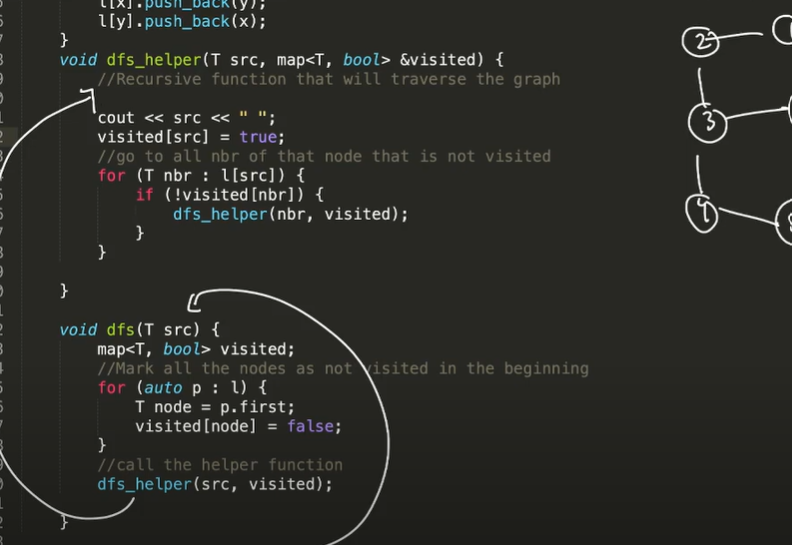 l[x].push_back(y);
l[y].push_back(x);
}
void dfs_helper(T src, map<T, bool> &visited) {
//Recursive function that will traverse the graph
cout << src << " ";
visited[src] = true;
//go to all nbr of that node that is not visited
for (T nbr : l[src]) {
if (!visited[nbr]) {
dfs_helper(nbr, visited);
}
}
}
void dfs(T src) {
map<T, bool> visited;
//Mark all the nodes as not visited in the beginning
for (auto p : l) {
T node = p.first;
visited[node] = false;
}
//call the helper function
dfs_helper(src, visited);
}
2
3
4